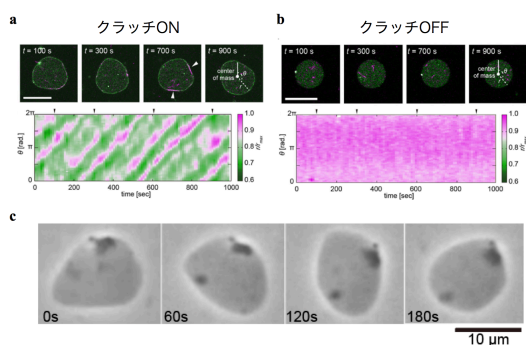 a クラッチON
t = 100 s t = 300 s t = 700 s t = 900 s
center of mass θ
2π π 0
θ [rad.]
0 200 400 600 800 1000
time [sec]
1.0 0.9 0.8 0.7 0.6
r/rmax
b クラッチOFF
t = 100 s t = 300 s t = 700 s t = 900 s
center of mass θ
2π π 0
θ [rad.]
0 200 400 600 800 1000
time [sec]
1.0 0.9 0.8 0.7 0.6
r/rmax
c
0s 60s 120s 180s
10 μm